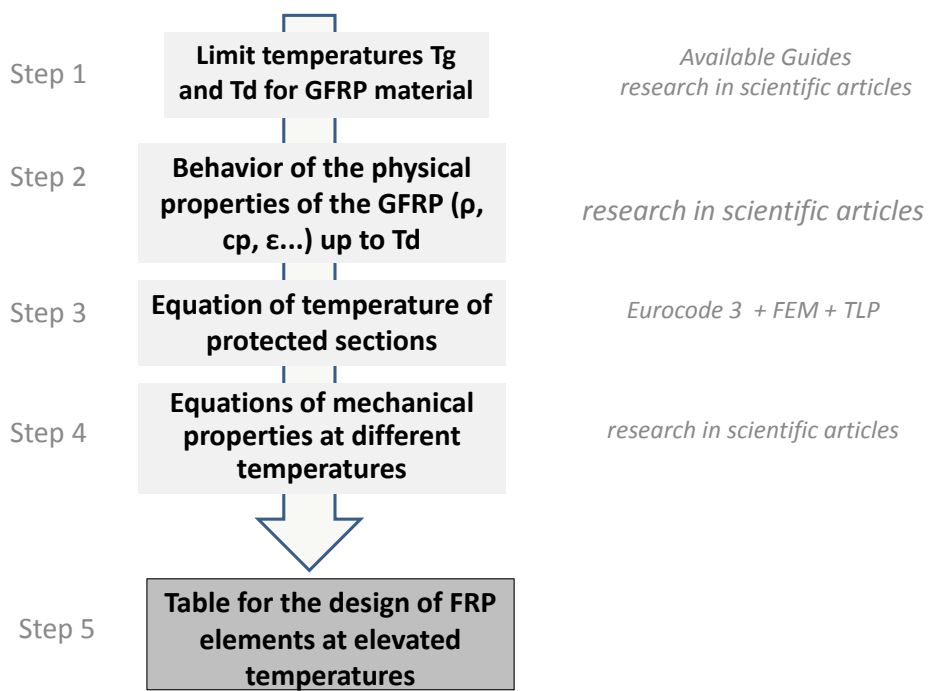 Step 1
Limit temperatures Tg
and Td for GFRP material
Available Guides
research in scientific articles
Step 2
Behavior of the physical
properties of the GFRP (ρ,
cp, ε...) up to Td
research in scientific articles
Step 3
Equation of temperature of
protected sections
Eurocode 3 + FEM + TLP
Step 4
Equations of mechanical
properties at different
temperatures
research in scientific articles
Step 5
Table for the design of FRP
elements at elevated
temperatures